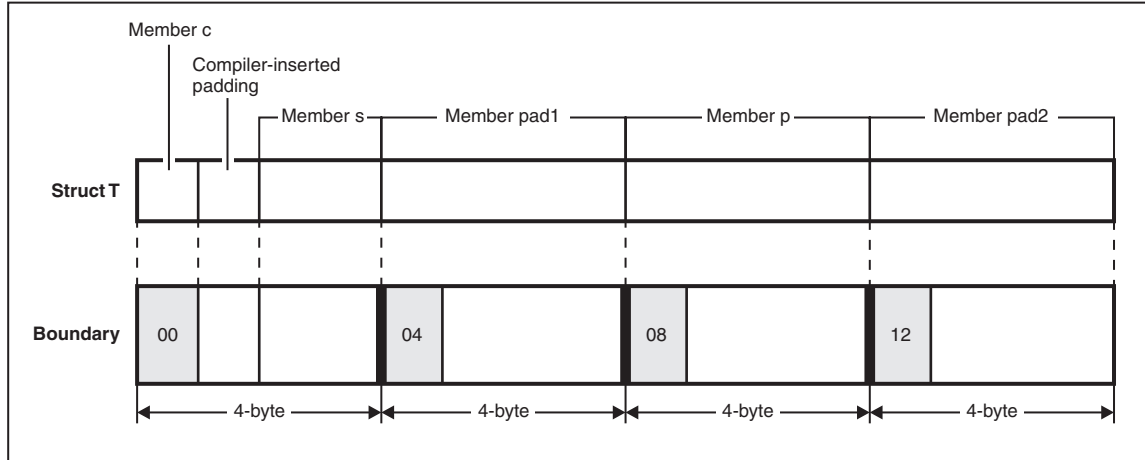 Member c
Compiler-inserted
padding
Member s
Member pad1
Member p
Member pad2
Struct T
Boundary
00
04
08
12
4-byte
4-byte
4-byte
4-byte